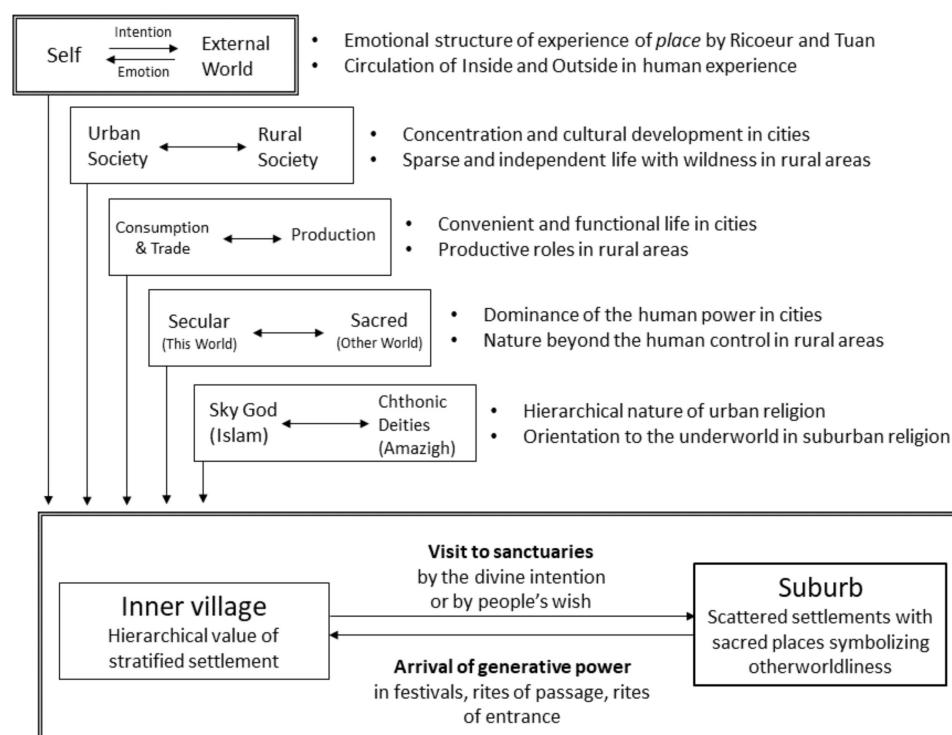 Self
Intention
Emotion
External
World
• Emotional structure of experience of place by Ricoeur and Tuan
• Circulation of Inside and Outside in human experience
Urban
Society
Rural
Society
• Concentration and cultural development in cities
• Sparse and independent life with wildness in rural areas
Consumption
& Trade
Production
• Convenient and functional life in cities
• Productive roles in rural areas
Secular
(This World)
Sacred
(Other World)
• Dominance of the human power in cities
• Nature beyond the human control in rural areas
Sky God
(Islam)
Chthonic
Deities
(Amazigh)
• Hierarchical nature of urban religion
• Orientation to the underworld in suburban religion
Inner village
Hierarchical value of
stratified settlement
Visit to sanctuaries
by the divine intention
or by people’s wish
Arrival of generative power
in festivals, rites of passage, rites
of entrance
Suburb
Scattered settlements with
sacred places symbolizing
otherworldliness